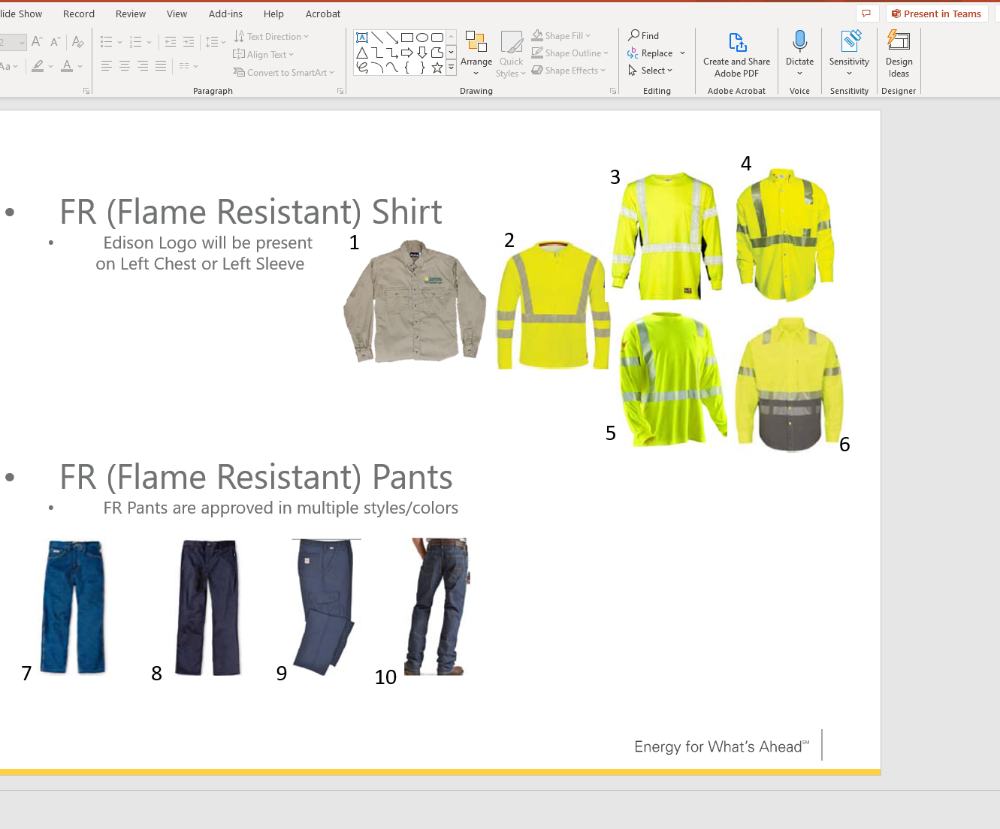 lide Show Record Review View Add-ins Help Acrobat Present in Teams
2 A A A Text Direction Shape Fill Find
Aa A Align Text Shape Outline Replace
Convert to SmartArt Arrange Quick Styles Shape Effects Select
Create and Share Adobe PDF Dictate Sensitivity Design Ideas
Paragraph Drawing Editing Adobe Acrobat Voice Sensitivity Designer
• FR (Flame Resistant) Shirt
• Edison Logo will be present
on Left Chest or Left Sleeve
1
2
3
4
5
6
• FR (Flame Resistant) Pants
• FR Pants are approved in multiple styles/colors
7
8
9
10
Energy for What's Ahead℠